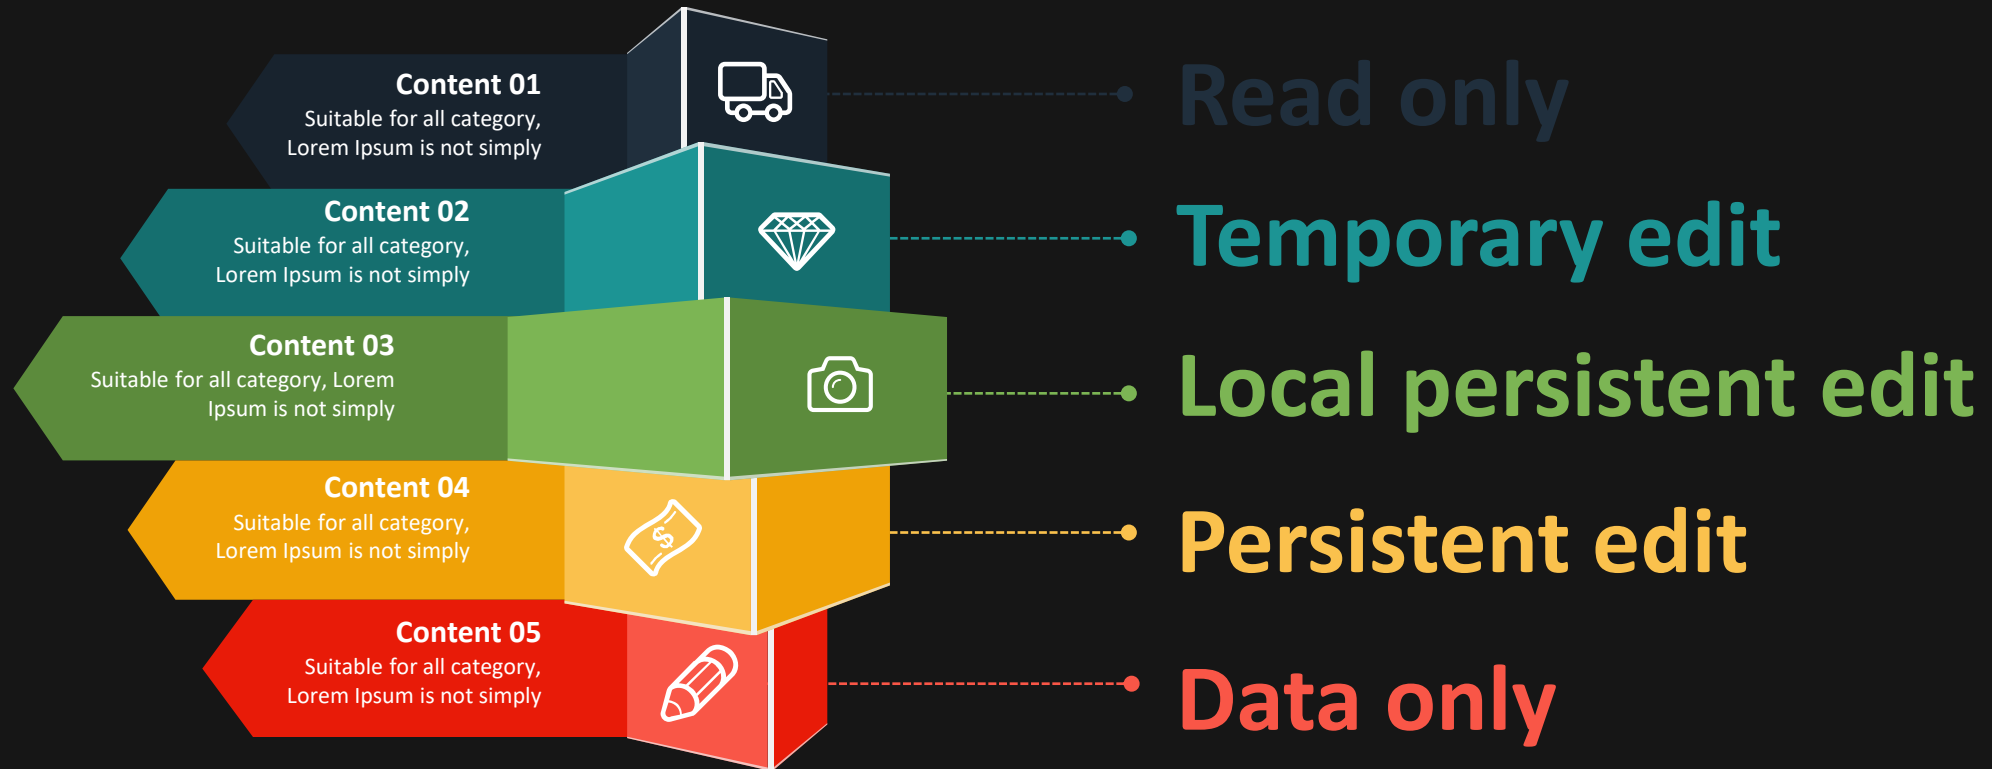 Content 01
Suitable for all category,
Lorem Ipsum is not simply
Read only
Content 02
Suitable for all category,
Lorem Ipsum is not simply
Temporary edit
Content 03
Suitable for all category, Lorem
Ipsum is not simply
Local persistent edit
Content 04
Suitable for all category,
Lorem Ipsum is not simply
$
Persistent edit
Content 05
Suitable for all category,
Lorem Ipsum is not simply
Data only